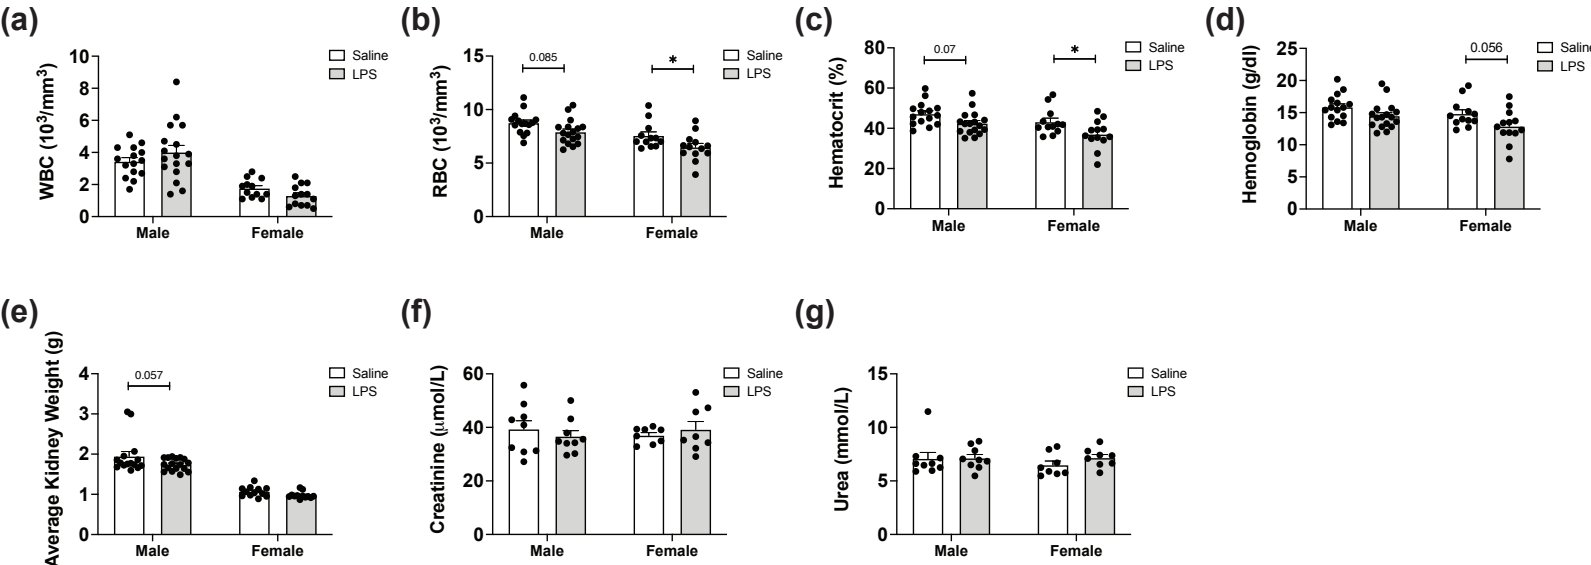 (a)
WBC (10³/mm³)
10
8
6
4
2
0
Male
Female
Saline
LPS
(b)
RBC (10³/mm³)
15
10
5
0
0.085
*
Male
Female
Saline
LPS
(c)
Hematocrit (%)
80
60
40
20
0
0.07
*
Male
Female
Saline
LPS
(d)
Hemoglobin (g/dl)
25
20
15
10
5
0
0.056
Male
Female
Saline
LPS
(e)
Average Kidney Weight (g)
4
3
2
1
0
0.057
Male
Female
Saline
LPS
(f)
Creatinine (μmol/L)
60
40
20
0
Male
Female
Saline
LPS
(g)
Urea (mmol/L)
15
10
5
0
Male
Female
Saline
LPS